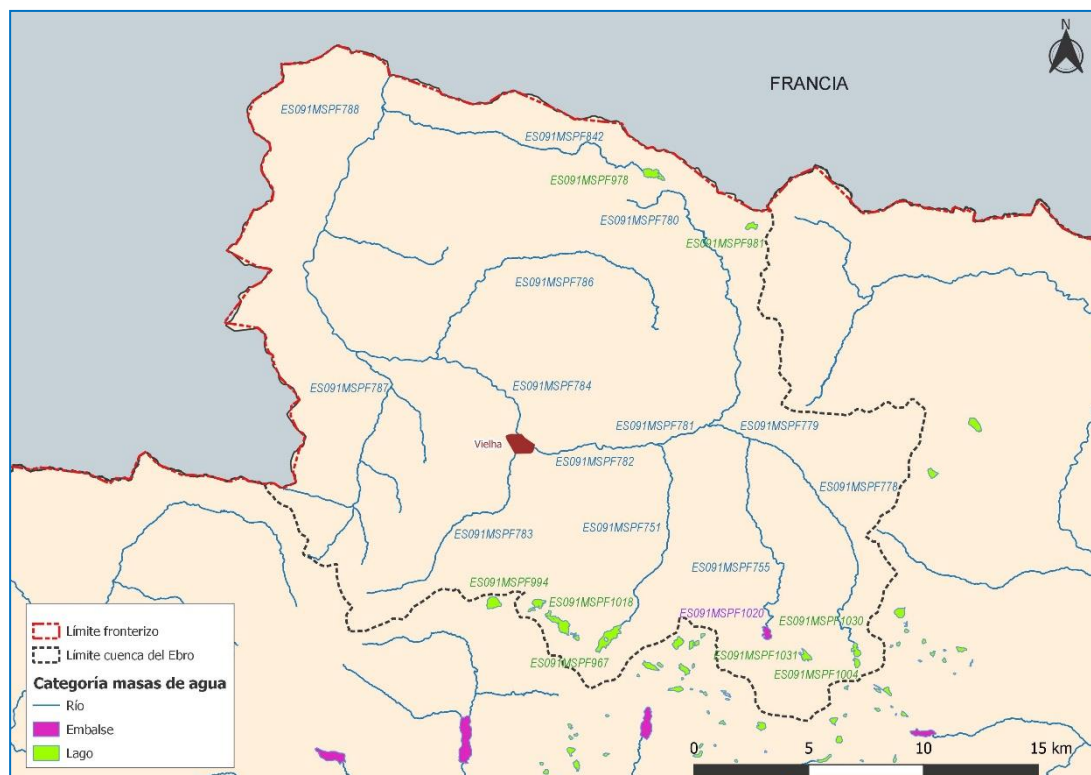 N
FRANCIA
ES091MSPF788
ES091MSPF842
ES091MSPF978
ES091MSPF780
ES091MSPF981
ES091MSPF786
ES091MSPF787
ES091MSPF784
ES091MSPF781
ES091MSPF779
Vielha
ES091MSPF782
ES091MSPF778
ES091MSPF751
ES091MSPF783
ES091MSPF755
ES091MSPF994
ES091MSPF1018
ES091MSPF1020
ES091MSPF1030
ES091MSPF967
ES091MSPF1031
ES091MSPF1004
Límite fronterizo
Límite cuenca del Ebro
Categoría masas de agua
Río
Embalse
Lago
0 5 10 15 km